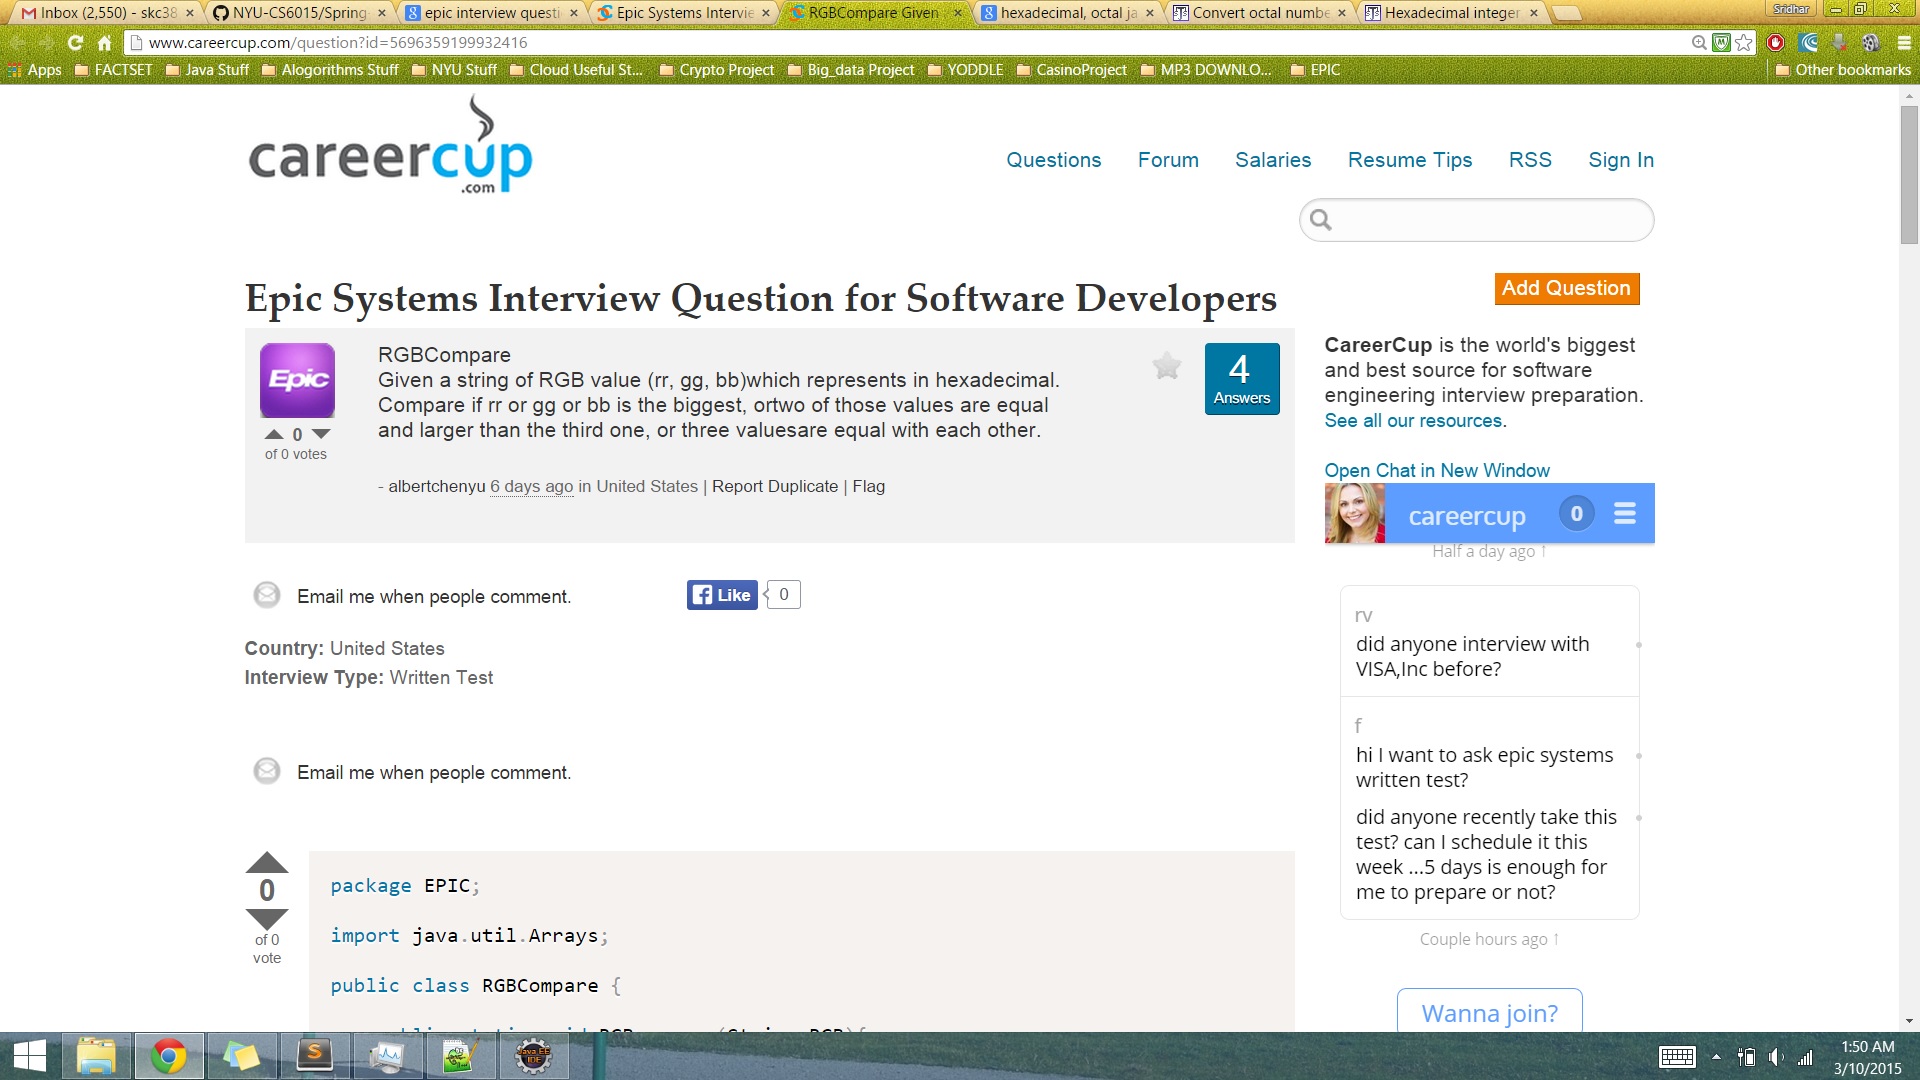 Inbox (2,550) - skc38
NYU-CS6015/Spring-
epic interview questi
Epic Systems Intervie
RGBCompare Given
hexadecimal, octal ja
Convert octal numbe
Hexadecimal integer
Sridhar
www.careercup.com/question?id=5696359199932416
Apps
FACTSET
Java Stuff
Alogorithms Stuff
NYU Stuff
Cloud Useful St...
Crypto Project
Big_data Project
YODDLE
CasinoProject
MP3 DOWNLO...
EPIC
Other bookmarks
careercup
.com
Questions
Forum
Salaries
Resume Tips
RSS
Sign In
Epic Systems Interview Question for Software Developers
Add Question
Epic
0
of 0 votes
RGBCompare
Given a string of RGB value (rr, gg, bb)which represents in hexadecimal.
Compare if rr or gg or bb is the biggest, ortwo of those values are equal
and larger than the third one, or three valuesare equal with each other.
- albertchenyu 6 days ago in United States | Report Duplicate | Flag
4
Answers
CareerCup is the world's biggest
and best source for software
engineering interview preparation.
See all our resources.
Open Chat in New Window
careercup 0
Half a day ago ↑
rv
did anyone interview with
VISA,Inc before?
f
hi I want to ask epic systems
written test?
did anyone recently take this
test? can I schedule it this
week ...5 days is enough for
me to prepare or not?
Couple hours ago ↑
Wanna join?
Email me when people comment.
Like 0
Country: United States
Interview Type: Written Test
Email me when people comment.
0
of 0
vote
package EPIC;
import java.util.Arrays;
public class RGBCompare {
S
Java EE
IDE
1:50 AM
3/10/2015